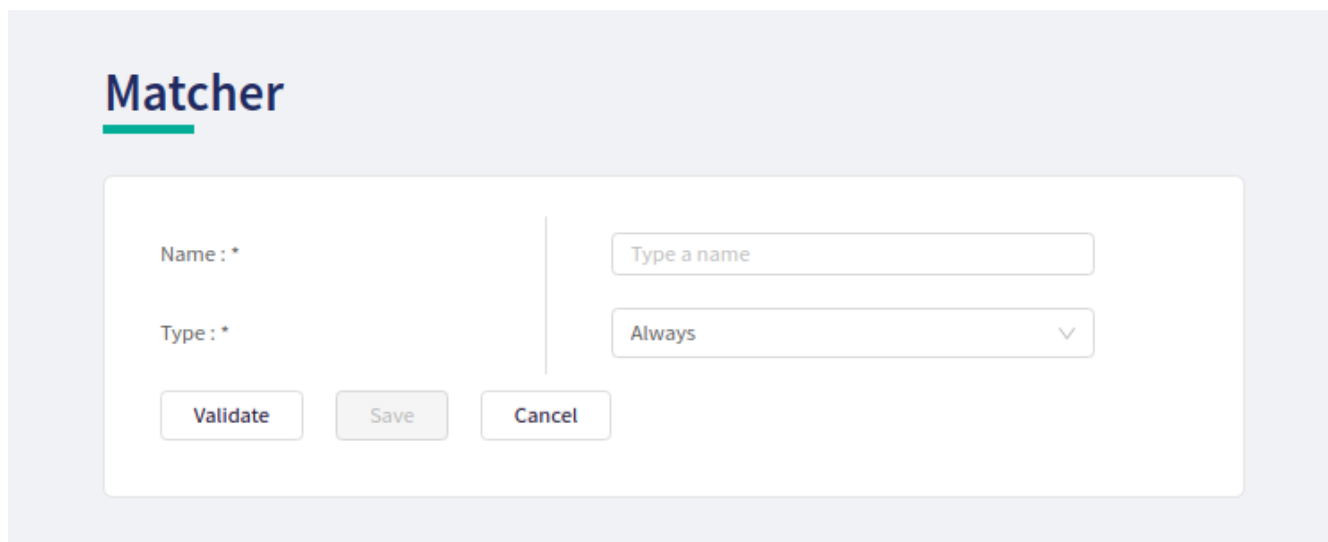 Matcher
Name : *
Type a name
Type : *
Always
Validate
Save
Cancel